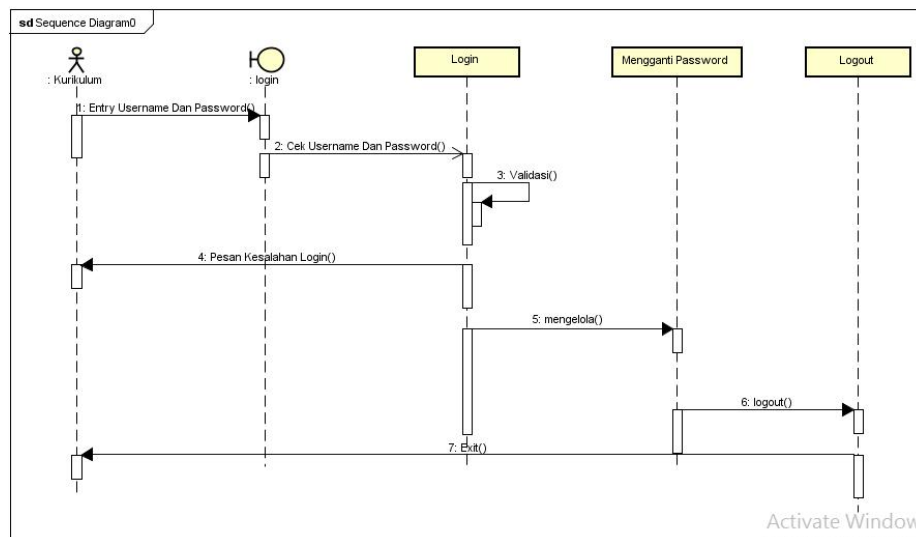 sd Sequence Diagram0
: Kurikulum
: login
Login
Mengganti Password
Logout
1: Entry Username Dan Password()
2: Cek Username Dan Password()
3: Validasi()
4: Pesan Kesalahan Login()
5: mengelola()
6: logout()
7: Exit()
Activate Window